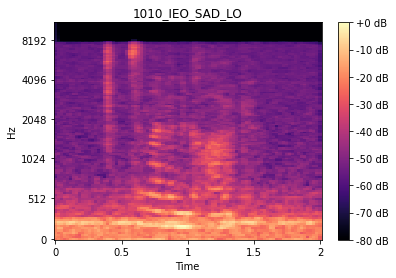 1010_IEO_SAD_LO
+0 dB
8192
-10 dB
4096
-20 dB
-30 dB
2048
Hz
-40 dB
1024
-50 dB
512
-60 dB
-70 dB
0
-80 dB
0 0.5 1 1.5 2
Time